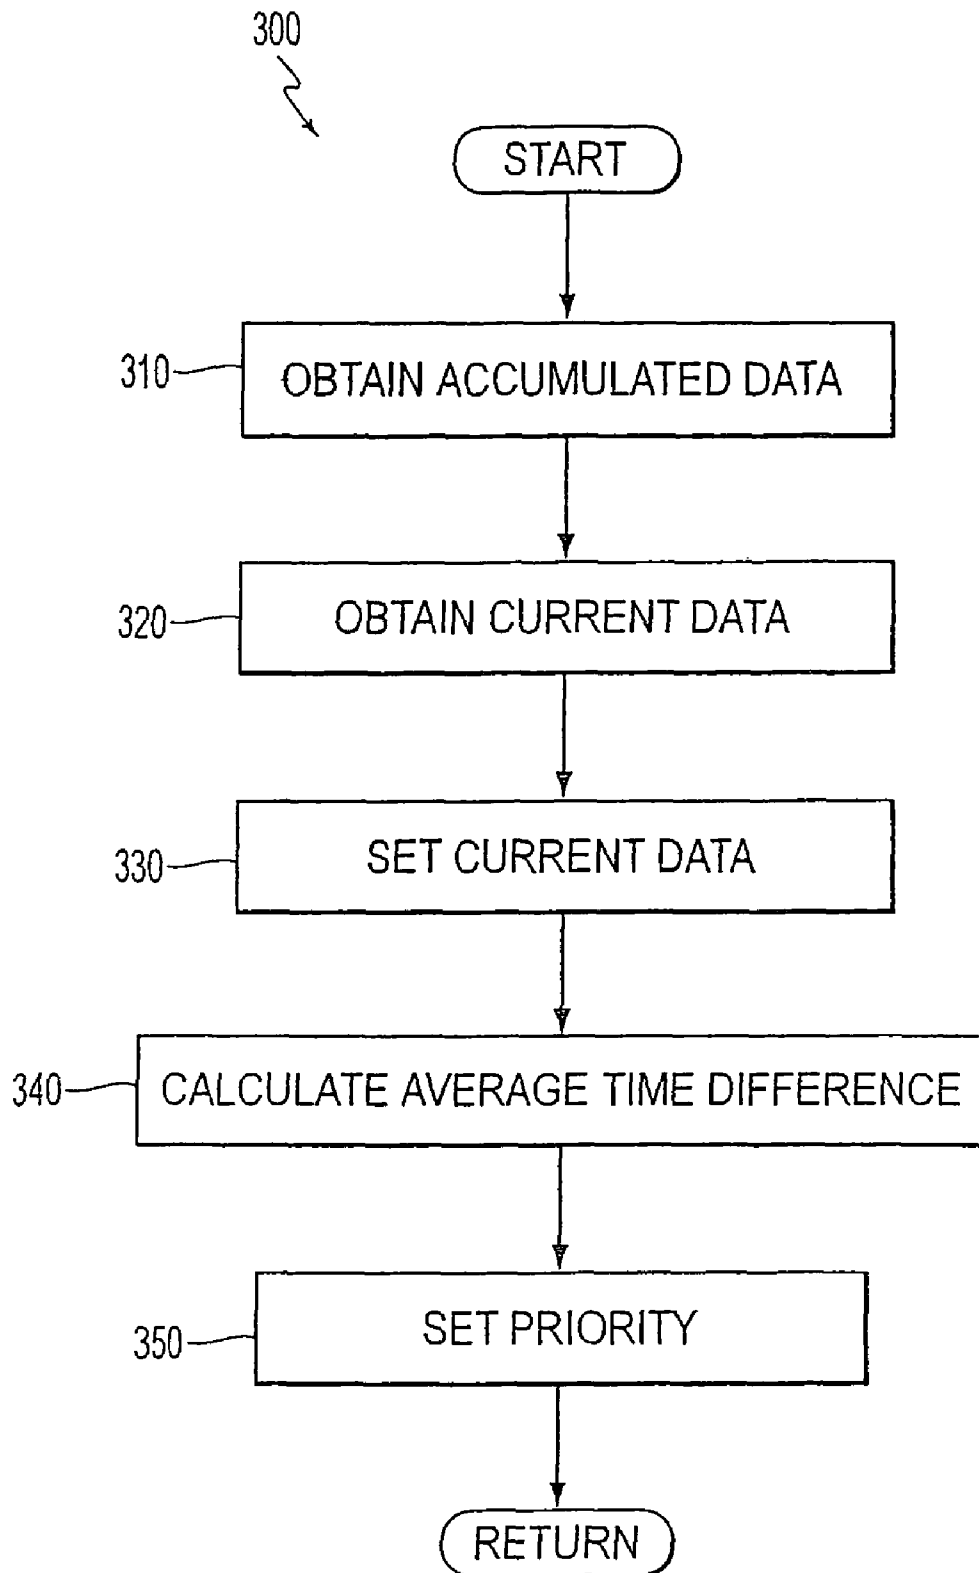 300
START
310
OBTAIN ACCUMULATED DATA
320
OBTAIN CURRENT DATA
330
SET CURRENT DATA
340
CALCULATE AVERAGE TIME DIFFERENCE
350
SET PRIORITY
RETURN